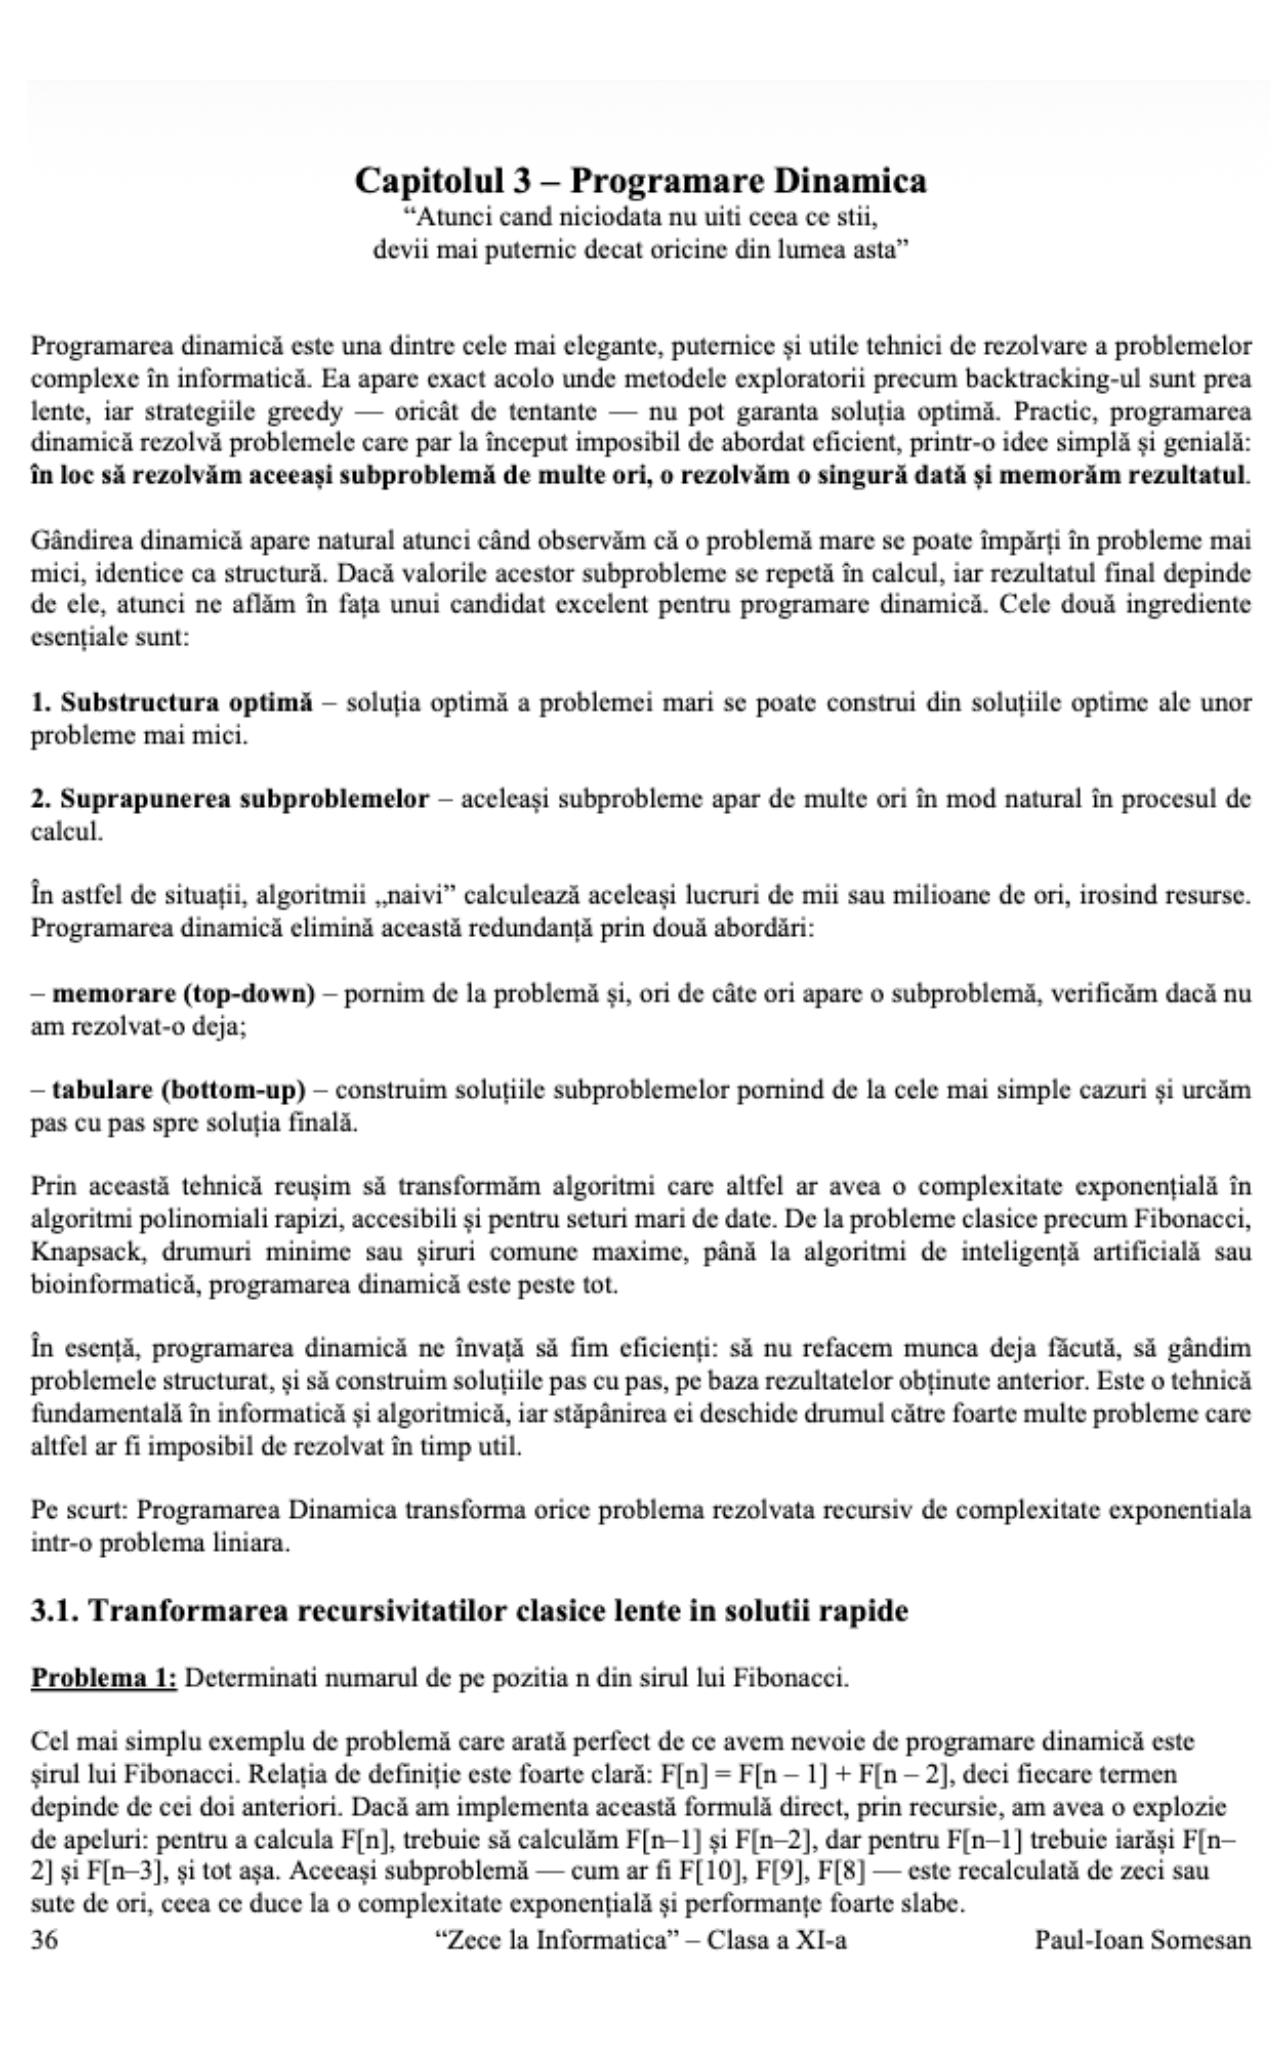 Capitolul 3 – Programare Dinamica
“Atunci cand niciodata nu uiti ceea ce stii,
devii mai puternic decat oricine din lumea asta”
Programarea dinamică este una dintre cele mai elegante, puternice și utile tehnici de rezolvare a problemelor
complexe în informatică. Ea apare exact acolo unde metodele exploratorii precum backtracking-ul sunt prea
lente, iar strategiile greedy — oricât de tentante — nu pot garanta soluția optimă. Practic, programarea
dinamică rezolvă problemele care par la început imposibil de abordat eficient, printr-o idee simplă și genială:
în loc să rezolvăm aceeași subproblemă de multe ori, o rezolvăm o singură dată și memorăm rezultatul.
Gândirea dinamică apare natural atunci când observăm că o problemă mare se poate împărți în probleme mai
mici, identice ca structură. Dacă valorile acestor subprobleme se repetă în calcul, iar rezultatul final depinde
de ele, atunci ne aflăm în fața unui candidat excelent pentru programare dinamică. Cele două ingrediente
esențiale sunt:
1. Substructura optimă – soluția optimă a problemei mari se poate construi din soluțiile optime ale unor
probleme mai mici.
2. Suprapunerea subproblemelor – aceleași subprobleme apar de multe ori în mod natural în procesul de
calcul.
În astfel de situații, algoritmii „naivi” calculează aceleași lucruri de mii sau milioane de ori, irosind resurse.
Programarea dinamică elimină această redundanță prin două abordări:
– memorare (top-down) – pornim de la problemă și, ori de câte ori apare o subproblemă, verificăm dacă nu
am rezolvat-o deja;
– tabulare (bottom-up) – construim soluțiile subproblemelor pornind de la cele mai simple cazuri și urcăm
pas cu pas spre soluția finală.
Prin această tehnică reușim să transformăm algoritmi care altfel ar avea o complexitate exponențială în
algoritmi polinomiali rapizi, accesibili și pentru seturi mari de date. De la probleme clasice precum Fibonacci,
Knapsack, drumuri minime sau șiruri comune maxime, până la algoritmi de inteligență artificială sau
bioinformatică, programarea dinamică este peste tot.
În esență, programarea dinamică ne învață să fim eficienți: să nu refacem munca deja făcută, să gândim
problemele structurat, și să construim soluțiile pas cu pas, pe baza rezultatelor obținute anterior. Este o tehnică
fundamentală în informatică și algoritmică, iar stăpânirea ei deschide drumul către foarte multe probleme care
altfel ar fi imposibil de rezolvat în timp util.
Pe scurt: Programarea Dinamica transforma orice problema rezolvata recursiv de complexitate exponentiala
intr-o problema liniara.
3.1. Tranformarea recursivitatilor clasice lente in solutii rapide
Problema 1: Determinati numarul de pe pozitia n din sirul lui Fibonacci.
Cel mai simplu exemplu de problemă care arată perfect de ce avem nevoie de programare dinamică este
șirul lui Fibonacci. Relația de definiție este foarte clară: F[n] = F[n – 1] + F[n – 2], deci fiecare termen
depinde de cei doi anteriori. Dacă am implementa această formulă direct, prin recursie, am avea o explozie
de apeluri: pentru a calcula F[n], trebuie să calculăm F[n–1] și F[n–2], dar pentru F[n–1] trebuie iarăși F[n–
2] și F[n–3], și tot așa. Aceeași subproblemă — cum ar fi F[10], F[9], F[8] — este recalculată de zeci sau
sute de ori, ceea ce duce la o complexitate exponențială și performanțe foarte slabe.
36 “Zece la Informatica” – Clasa a XI-a Paul-Ioan Somesan